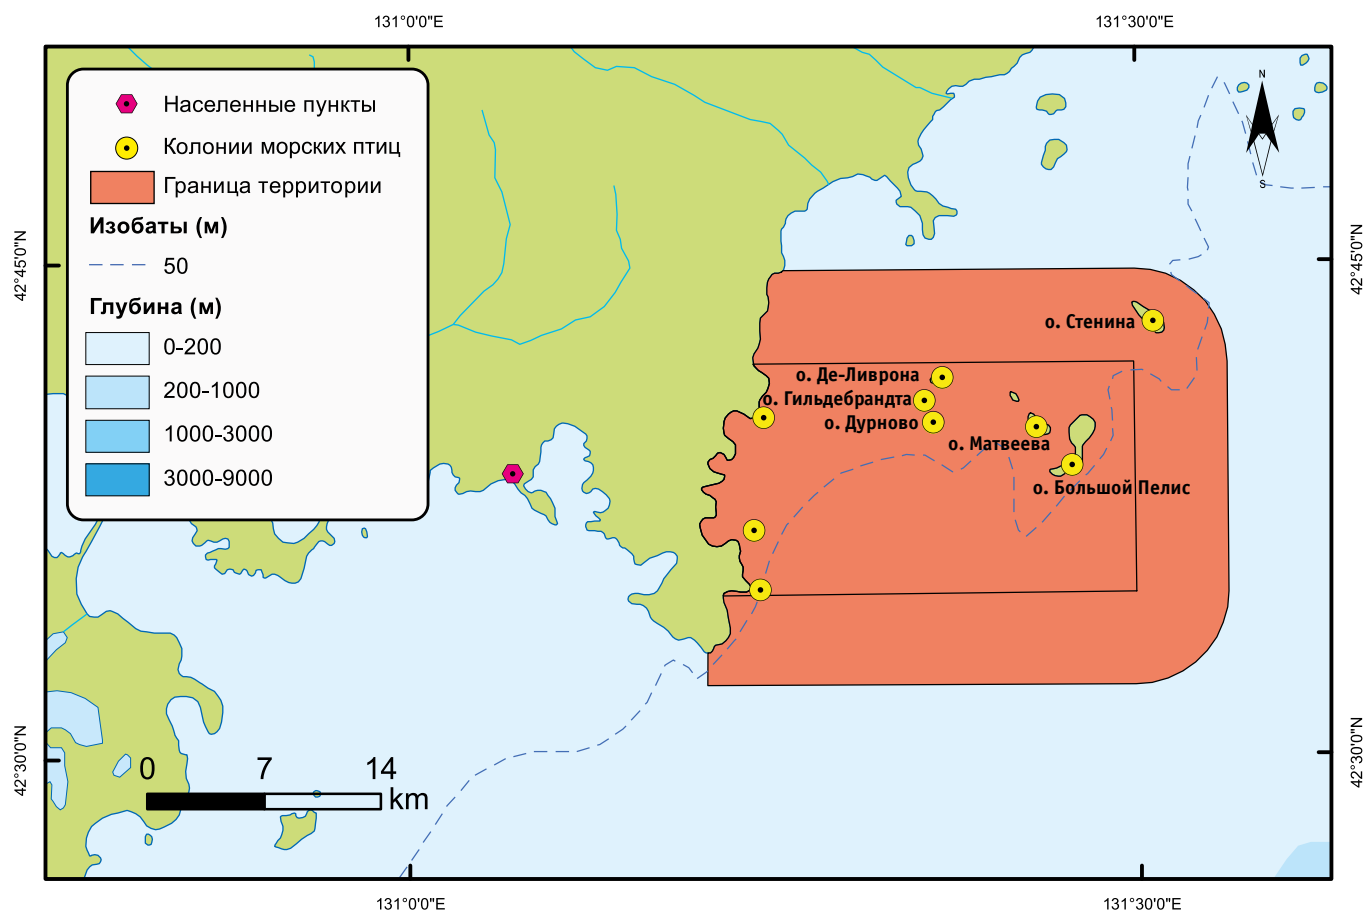 131°0'0"E
131°30'0"E
N
S
Населенные пункты
Колонии морских птиц
Граница территории
Изобаты (м)
50
Глубина (м)
0-200
200-1000
1000-3000
3000-9000
42°45'0"N
42°45'0"N
о. Стенина
о. Де-Ливрона
о. Гильдебрандта
о. Дурново
о. Матвеева
о. Большой Пелис
42°30'0"N
42°30'0"N
0 7 14
km
131°0'0"E
131°30'0"E